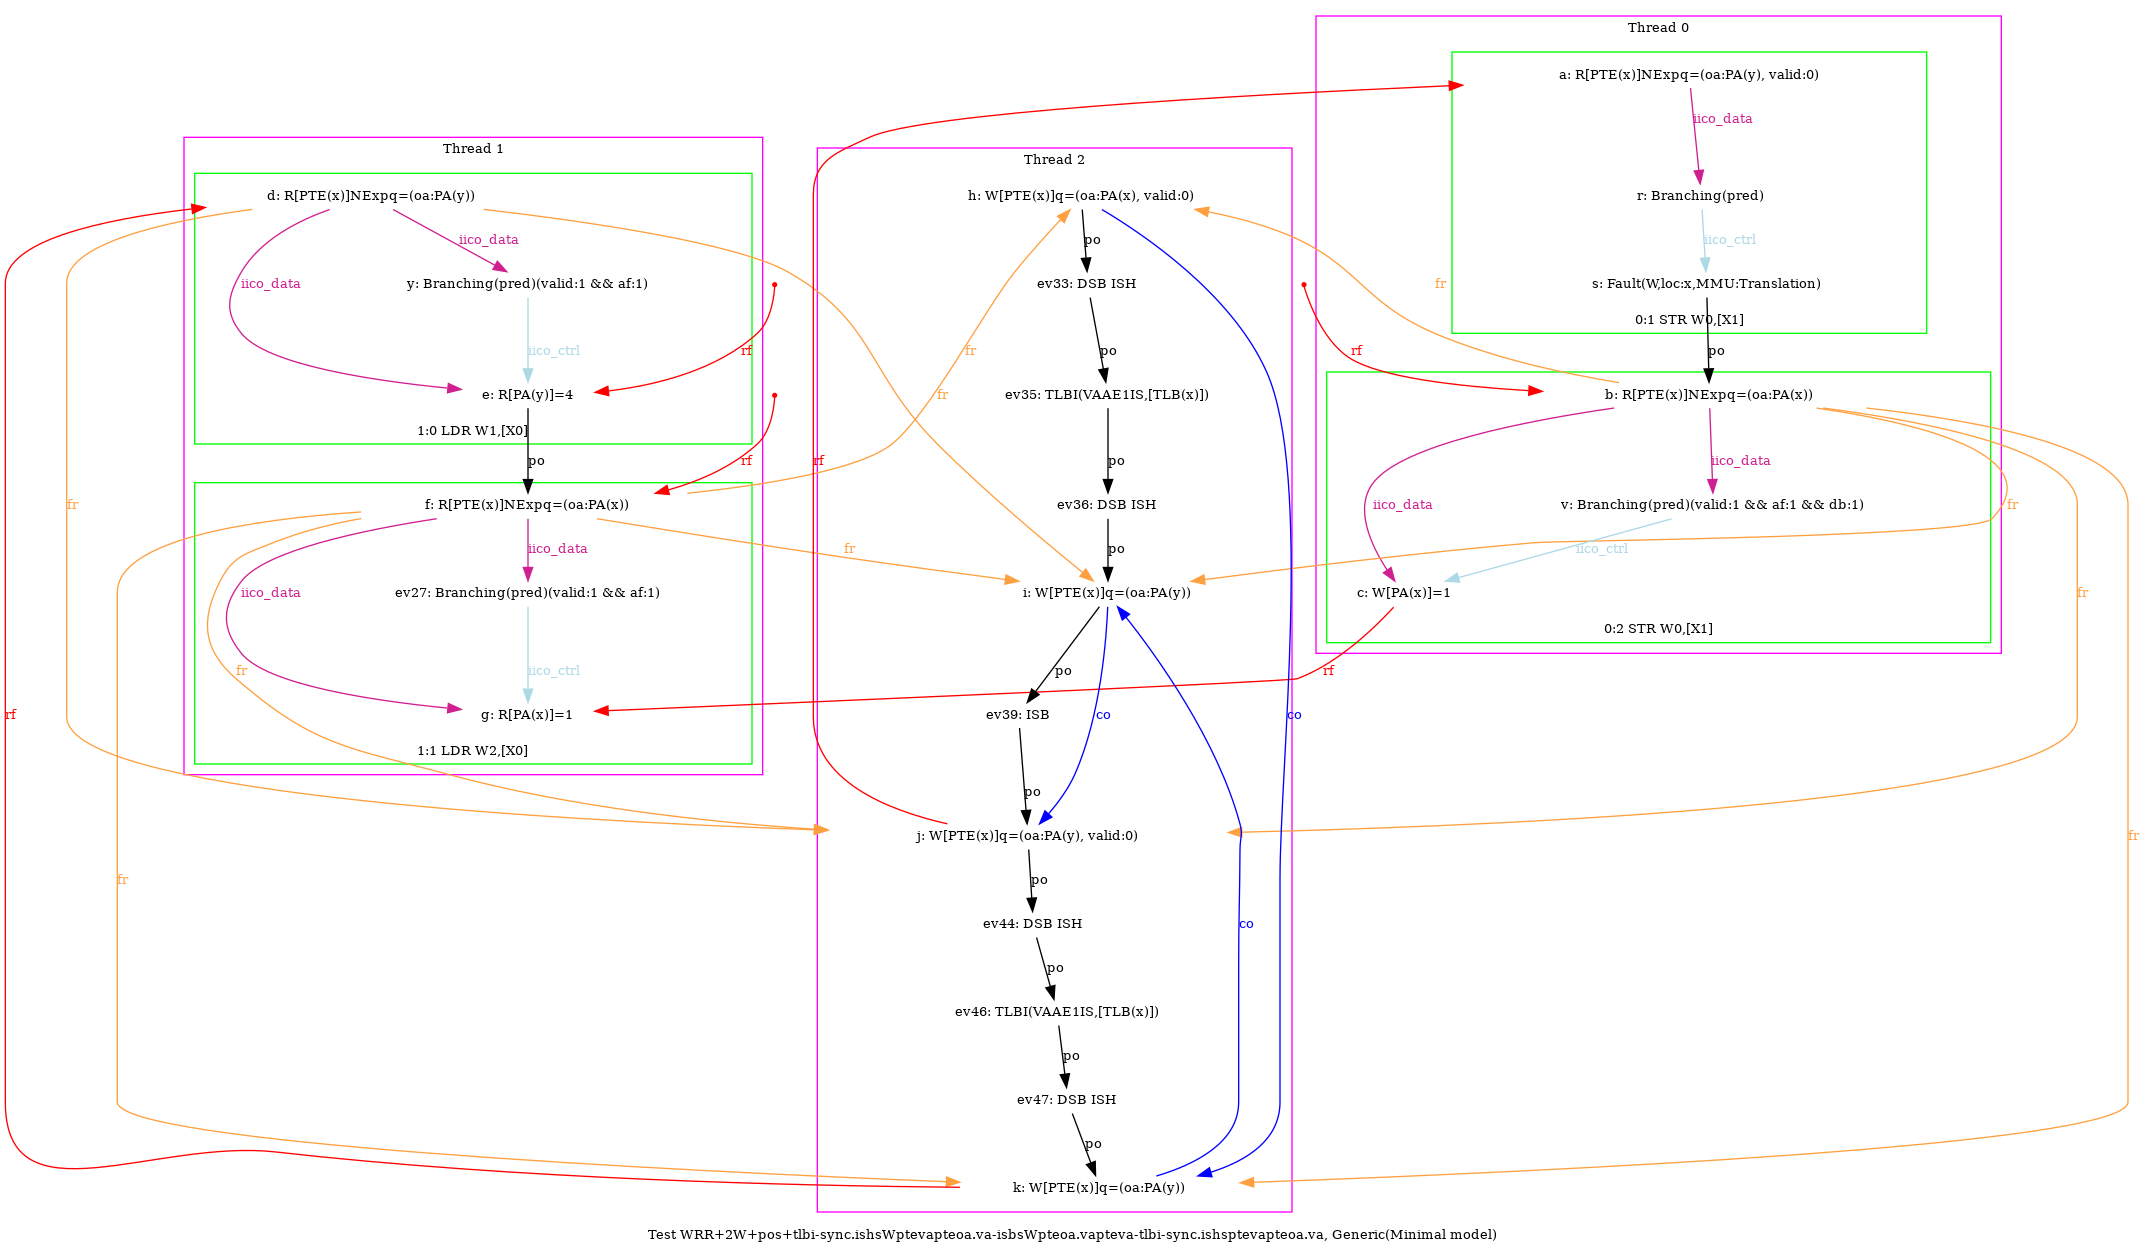 Thread 0
a: R[PTE(x)]NExpq=(oa:PA(y), valid:0)
iico_data
r: Branching(pred)
iico_ctrl
s: Fault(W,loc:x,MMU:Translation)
0:1 STR W0,[X1]
po
b: R[PTE(x)]NExpq=(oa:PA(x))
iico_data
iico_data
v: Branching(pred)(valid:1 && af:1 && db:1)
iico_ctrl
c: W[PA(x)]=1
0:2 STR W0,[X1]
Thread 1
d: R[PTE(x)]NExpq=(oa:PA(y))
iico_data
iico_data
y: Branching(pred)(valid:1 && af:1)
iico_ctrl
e: R[PA(y)]=4
1:0 LDR W1,[X0]
po
f: R[PTE(x)]NExpq=(oa:PA(x))
iico_data
iico_data
ev27: Branching(pred)(valid:1 && af:1)
iico_ctrl
g: R[PA(x)]=1
1:1 LDR W2,[X0]
Thread 2
h: W[PTE(x)]q=(oa:PA(x), valid:0)
po
ev33: DSB ISH
po
ev35: TLBI(VAAE1IS,[TLB(x)])
po
ev36: DSB ISH
po
i: W[PTE(x)]q=(oa:PA(y))
po
ev39: ISB
co
po
j: W[PTE(x)]q=(oa:PA(y), valid:0)
po
ev44: DSB ISH
po
ev46: TLBI(VAAE1IS,[TLB(x)])
po
ev47: DSB ISH
po
k: W[PTE(x)]q=(oa:PA(y))
co
co
rf
rf
rf
rf
rf
rf
fr
fr
fr
fr
fr
fr
fr
fr
fr
fr
Test WRR+2W+pos+tlbi-sync.ishsWptevapteoa.va-isbsWpteoa.vapteva-tlbi-sync.ishsptevapteoa.va, Generic(Minimal model)